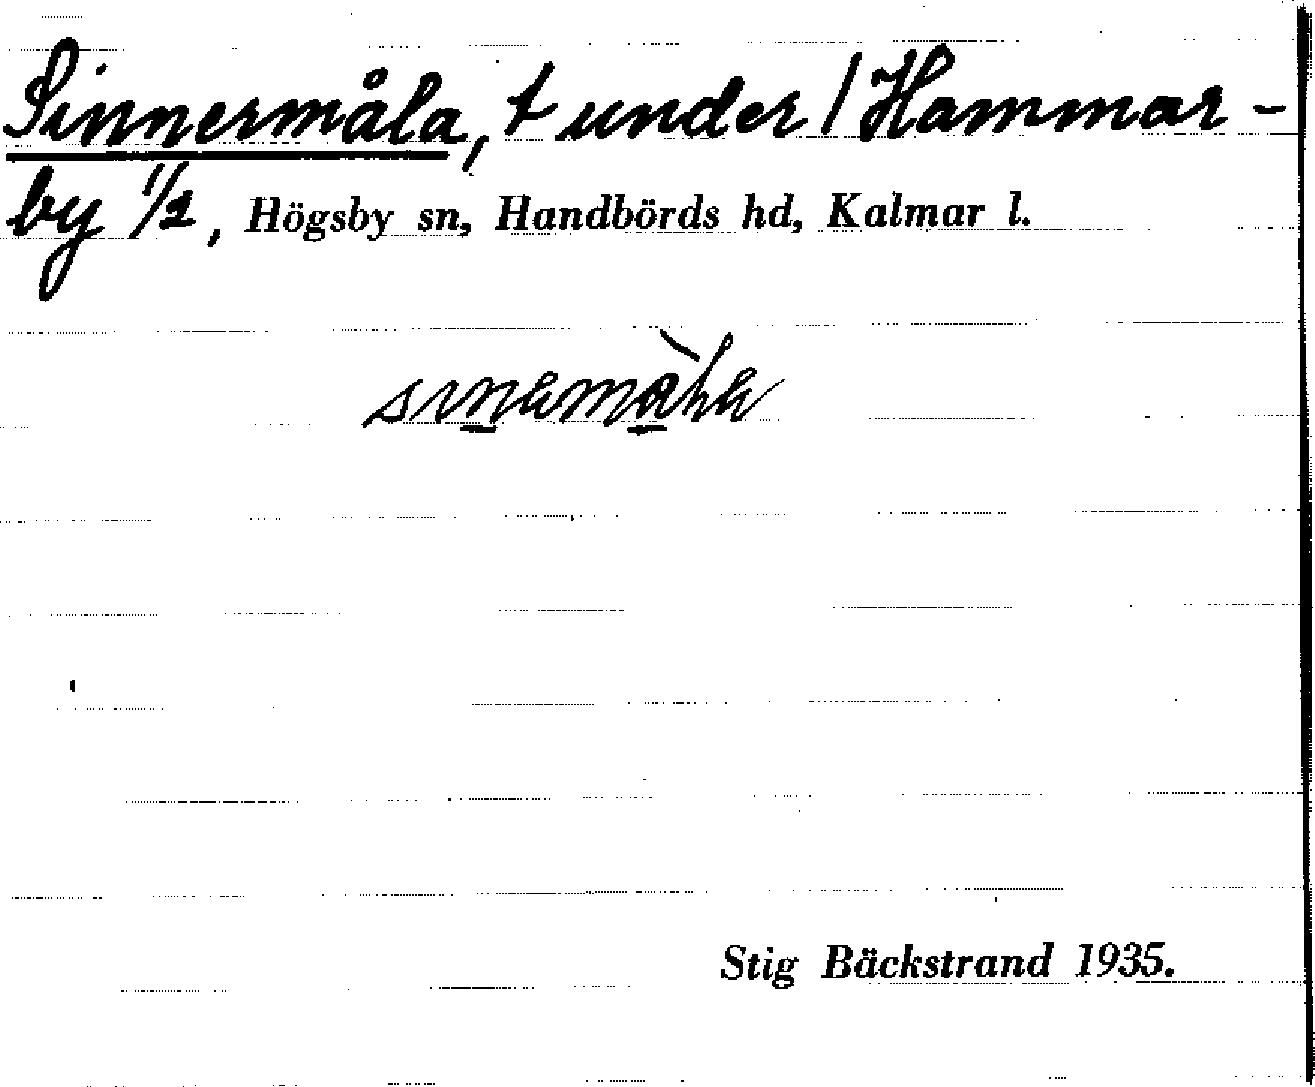 Sinnermåla, t under / Hammar-
by 1/2, Högsby sn, Handbörds hd, Kalmar l.
Stig Bäckstrand 1935.